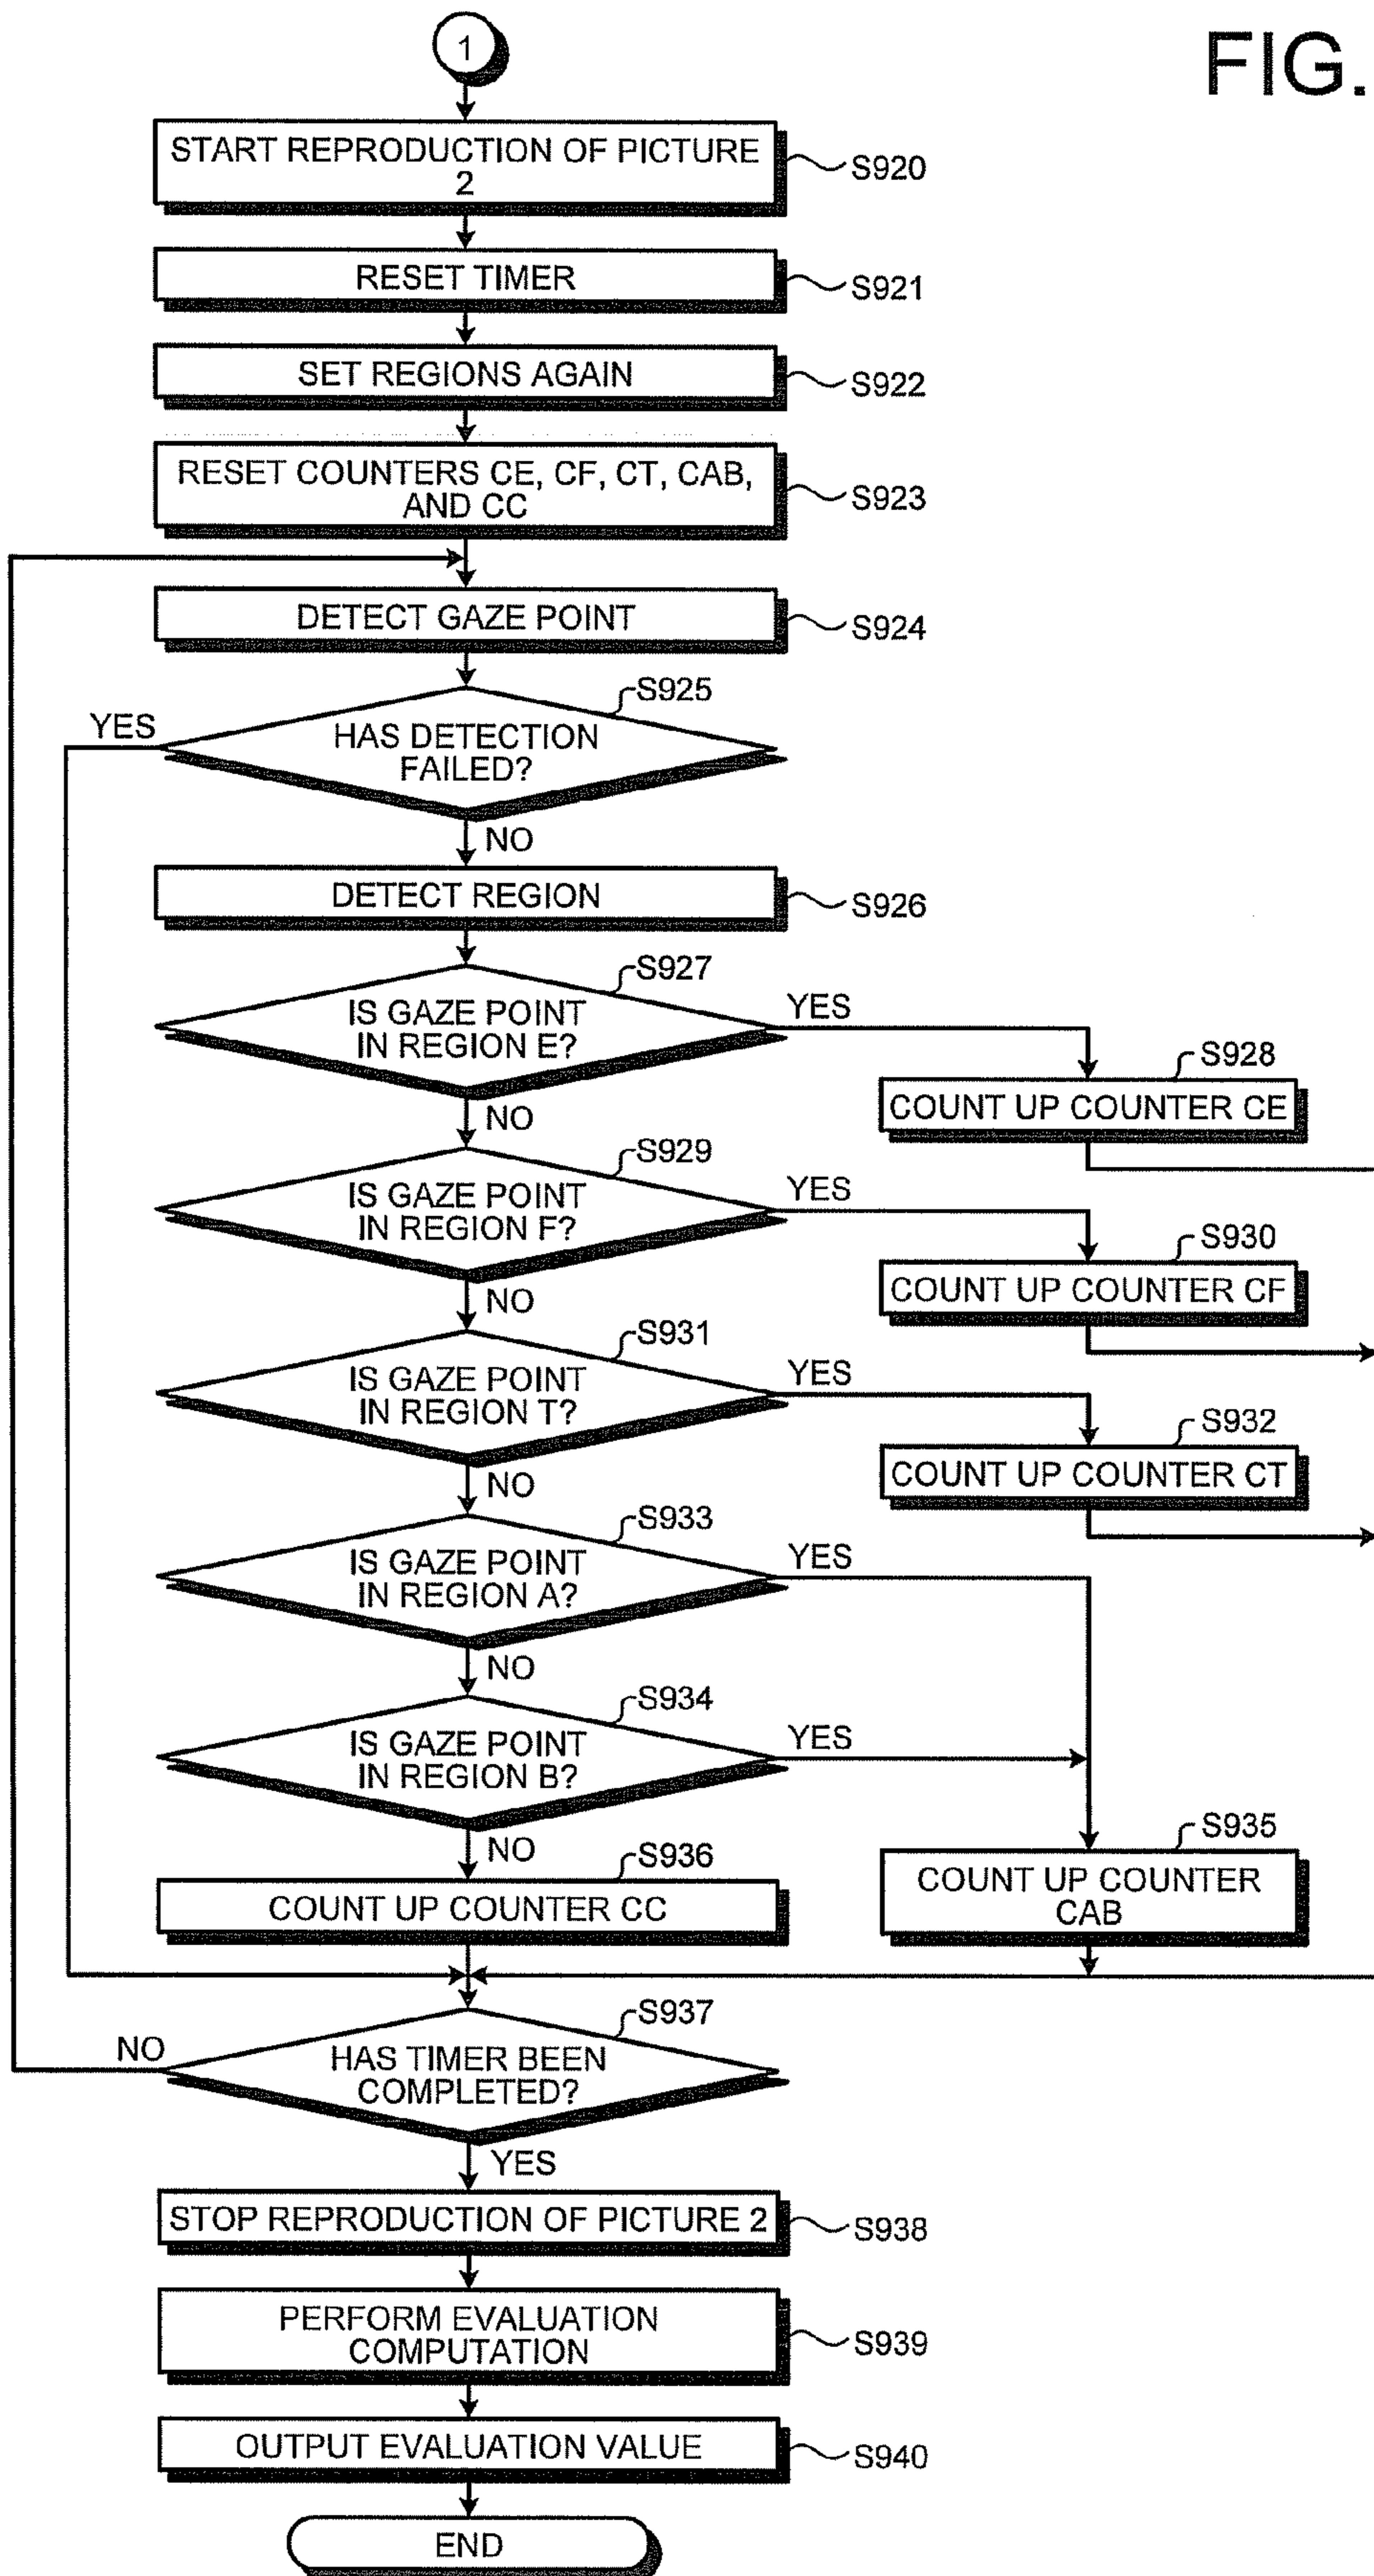 FIG.
1
START REPRODUCTION OF PICTURE
2
S920
RESET TIMER
S921
SET REGIONS AGAIN
S922
RESET COUNTERS CE, CF, CT, CAB,
AND CC
S923
DETECT GAZE POINT
S924
S925
YES
HAS DETECTION
FAILED?
NO
DETECT REGION
S926
S927
IS GAZE POINT
IN REGION E?
YES
S928
COUNT UP COUNTER CE
NO
S929
IS GAZE POINT
IN REGION F?
YES
S930
COUNT UP COUNTER CF
NO
S931
IS GAZE POINT
IN REGION T?
YES
S932
COUNT UP COUNTER CT
NO
S933
IS GAZE POINT
IN REGION A?
YES
NO
S934
IS GAZE POINT
IN REGION B?
YES
S935
COUNT UP COUNTER
CAB
NO
S936
COUNT UP COUNTER CC
S937
NO
HAS TIMER BEEN
COMPLETED?
YES
STOP REPRODUCTION OF PICTURE 2
S938
PERFORM EVALUATION
COMPUTATION
S939
OUTPUT EVALUATION VALUE
S940
END